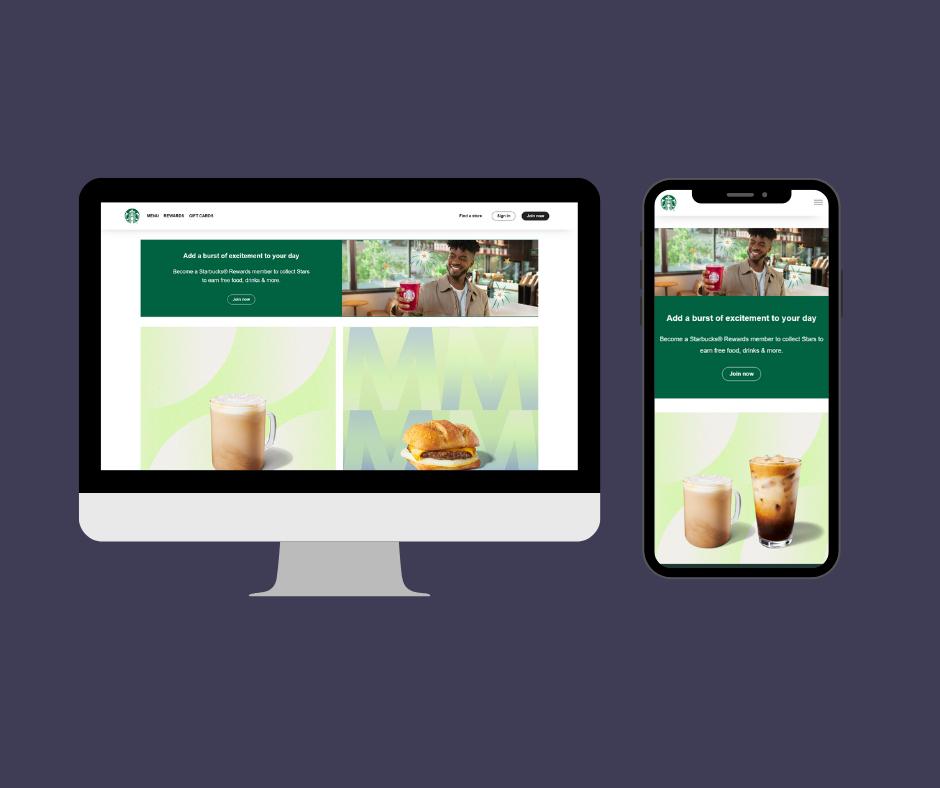 MENU REWARDS GIFT CARDS
Find a store Sign in Join now
Add a burst of excitement to your day
Become a Starbucks® Rewards member to collect Stars
to earn free food, drinks & more.
Join now
M M
M M
Add a burst of excitement to your day
Become a Starbucks® Rewards member to collect Stars to
earn free food, drinks & more.
Join now